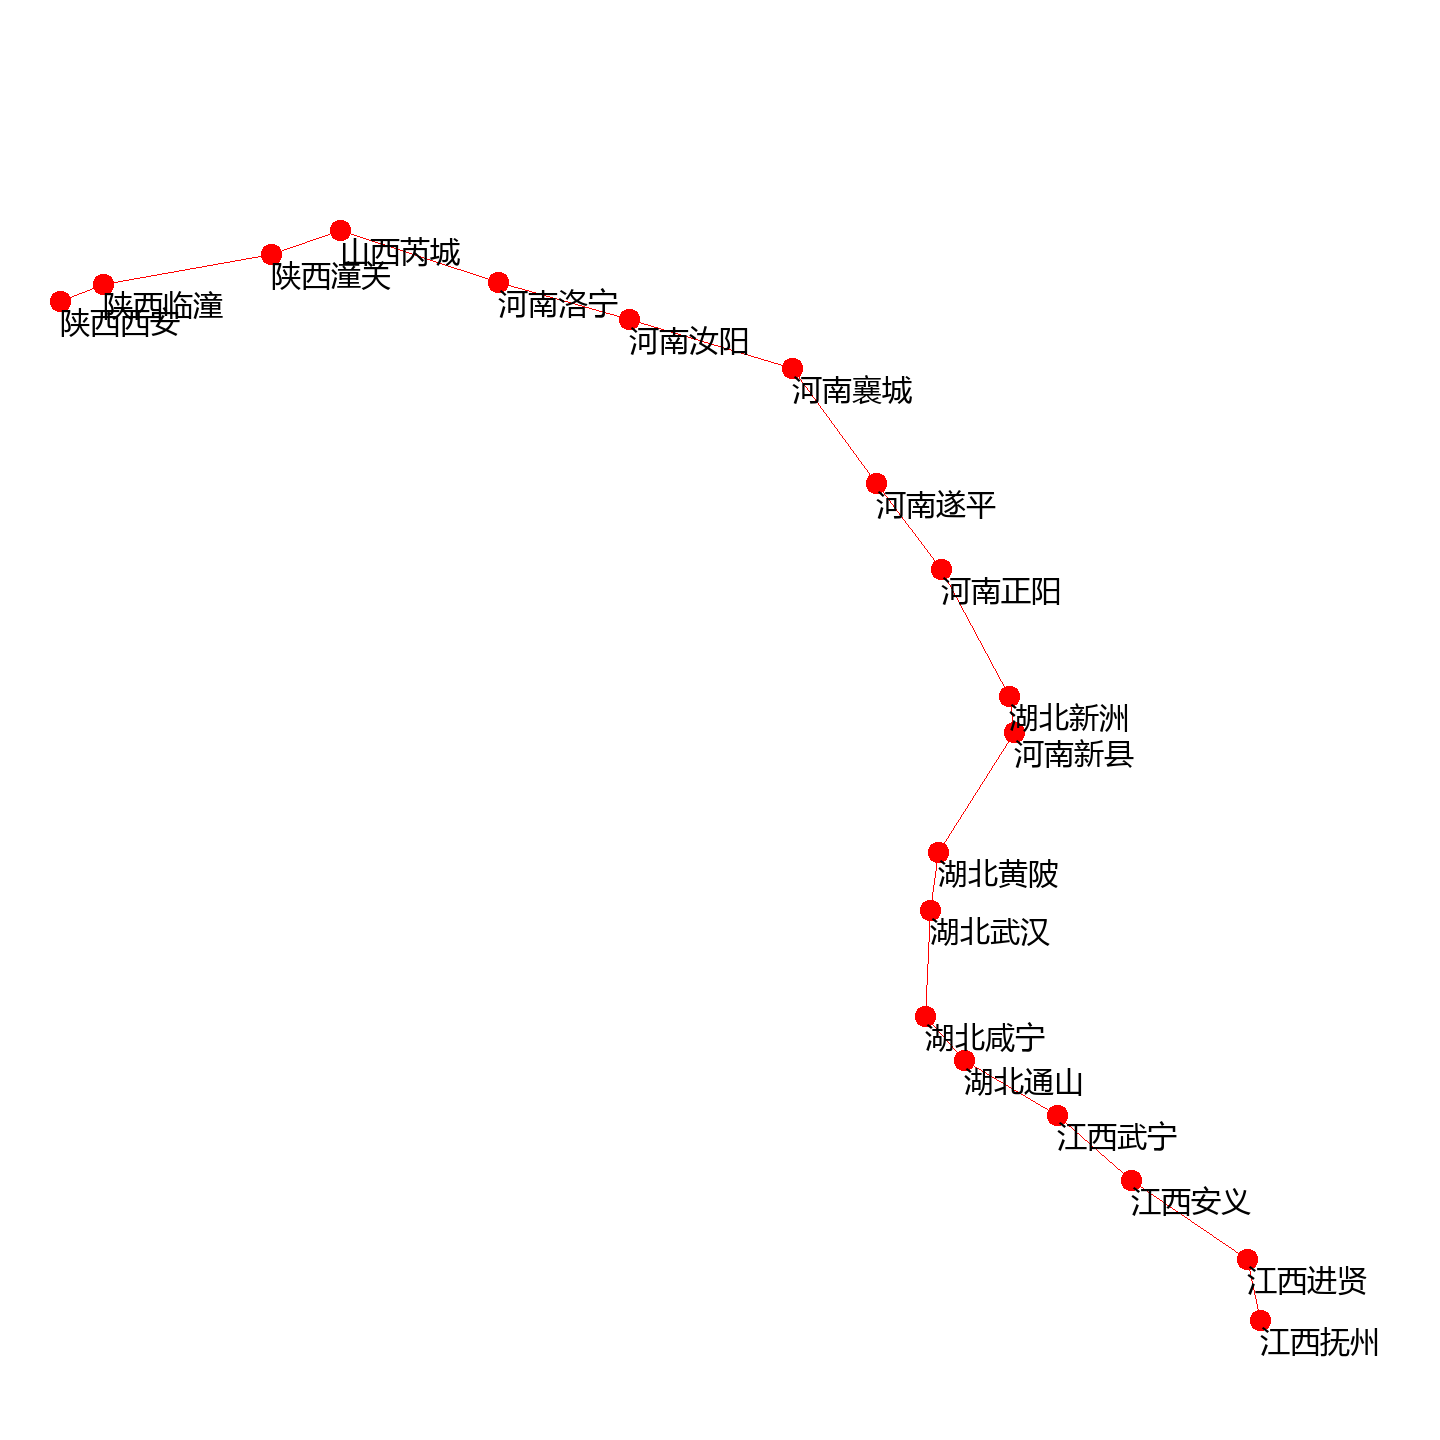 山西芮城
陕西潼关
陕西临潼
陕西西安
河南洛宁
河南汝阳
河南襄城
河南遂平
河南正阳
湖北新洲
河南新县
湖北黄陂
湖北武汉
湖北咸宁
湖北通山
江西武宁
江西安义
江西进贤
江西抚州